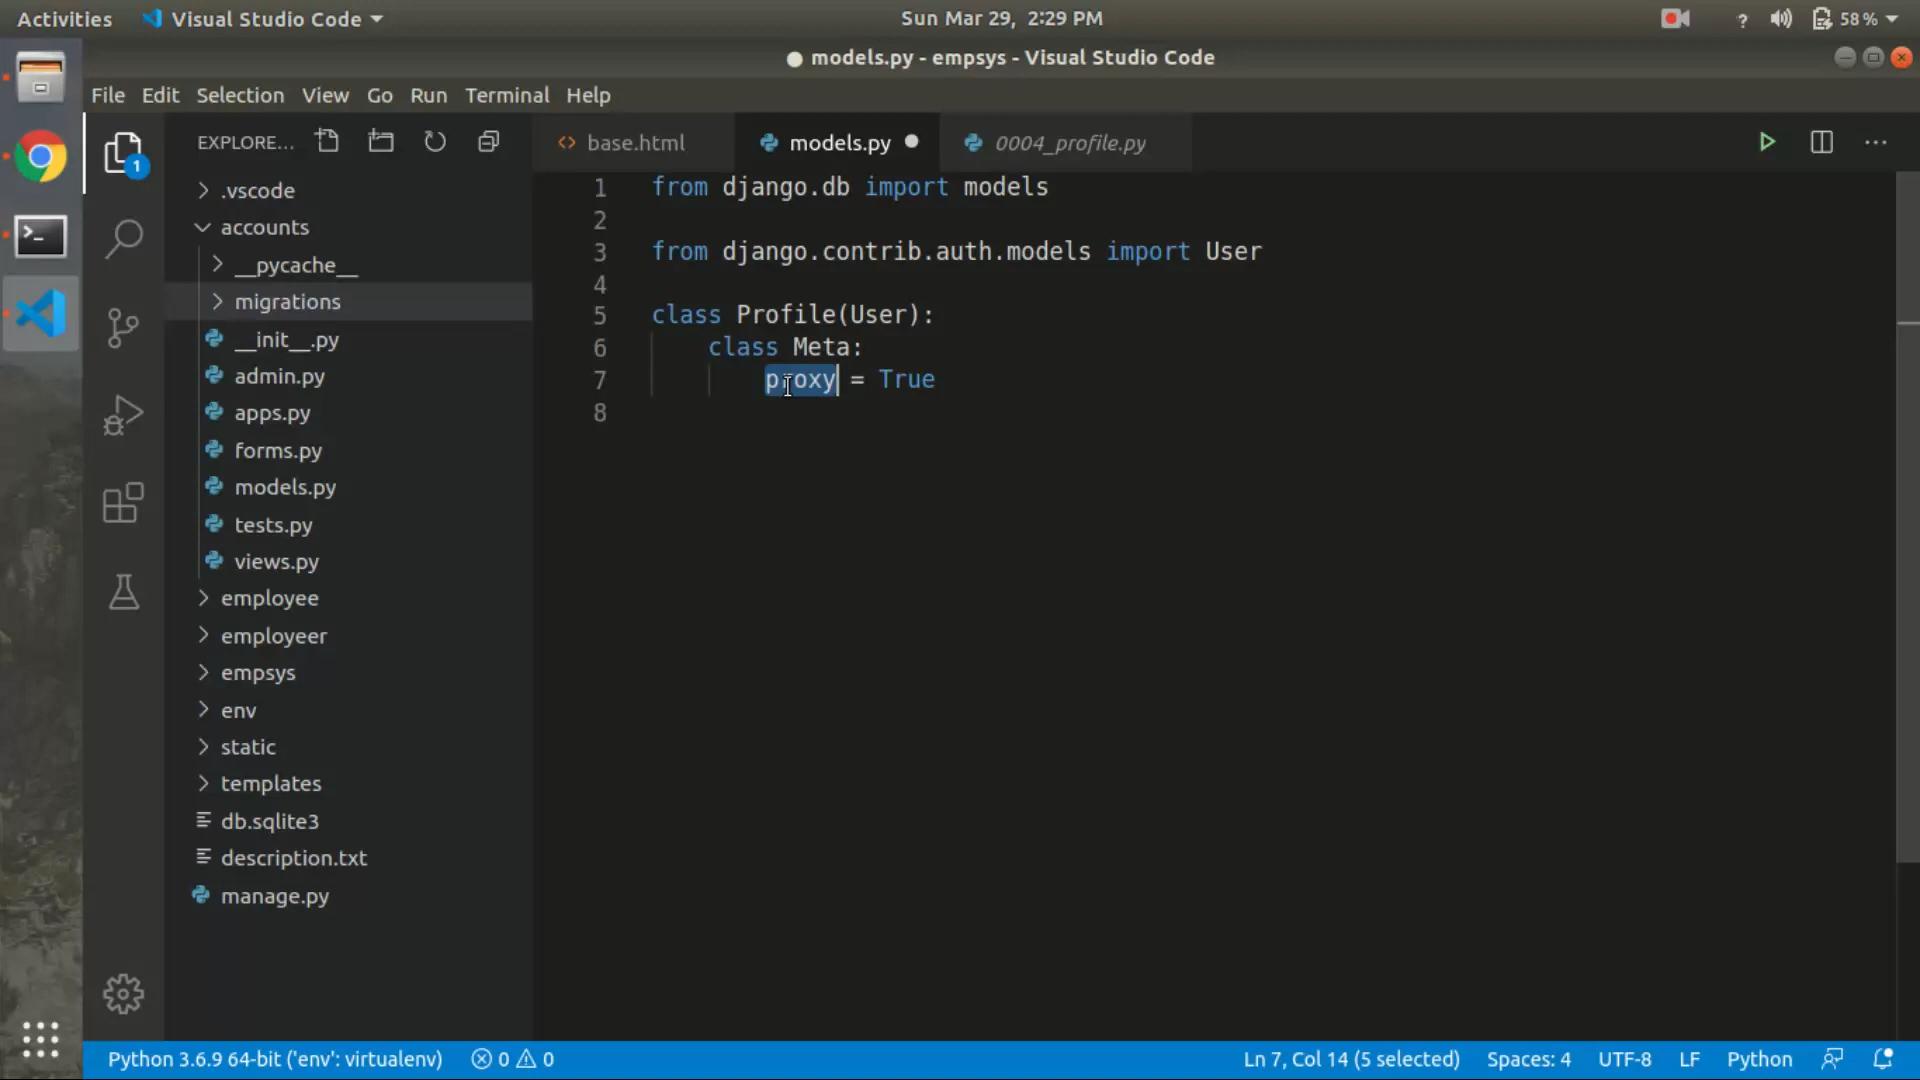 Activities Visual Studio Code Sun Mar 29, 2:29 PM ? 58 %
● models.py - empsys - Visual Studio Code
File Edit Selection View Go Run Terminal Help
EXPLORE... <> base.html models.py ● 0004_profile.py ...
1
.vscode
accounts
__pycache__
migrations
__init__.py
admin.py
apps.py
forms.py
models.py
tests.py
views.py
employee
employeer
empsys
env
static
templates
db.sqlite3
description.txt
manage.py
1 from django.db import models
2
3 from django.contrib.auth.models import User
4
5 class Profile(User):
6 class Meta:
7 proxy = True
8
Python 3.6.9 64-bit ('env': virtualenv) 0 0 Ln 7, Col 14 (5 selected) Spaces: 4 UTF-8 LF Python